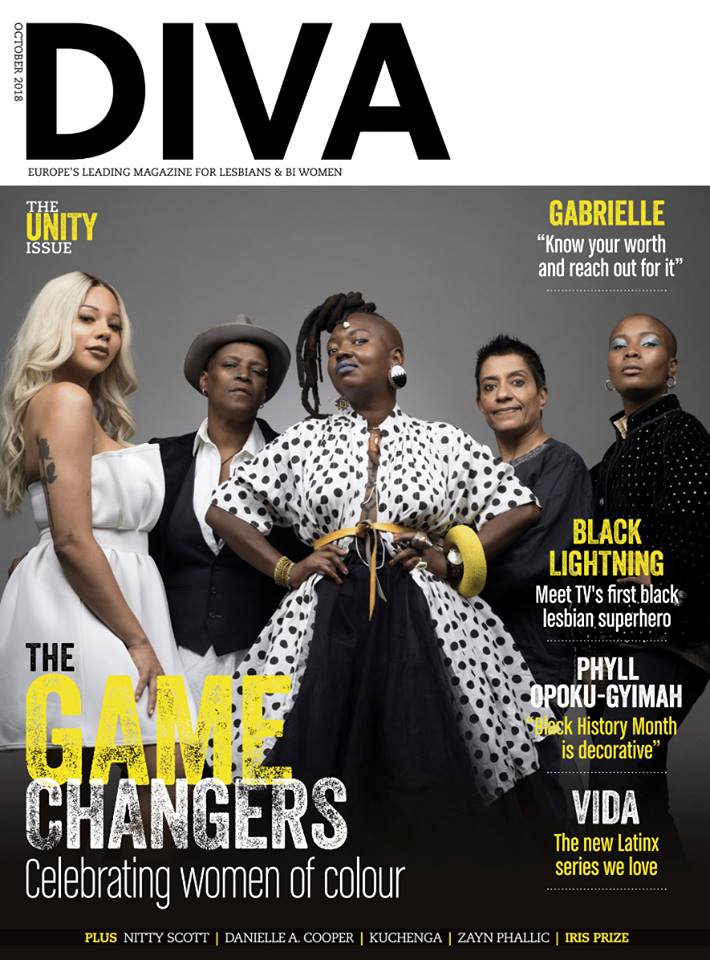 OCTOBER 2018
DIVA
EUROPE'S LEADING MAGAZINE FOR LESBIANS & BI WOMEN
THE
UNITY
ISSUE
GABRIELLE
“Know your worth
and reach out for it”
BLACK
LIGHTNING
Meet TV's first black
lesbian superhero
PHYLL
OPOKU-GYIMAH
“Black History Month
is decorative”
VIDA
The new Latinx
series we love
THE
GAME
CHANGERS
Celebrating women of colour
PLUS NITTY SCOTT | DANIELLE A. COOPER | KUCHENGA | ZAYN PHALLIC | IRIS PRIZE